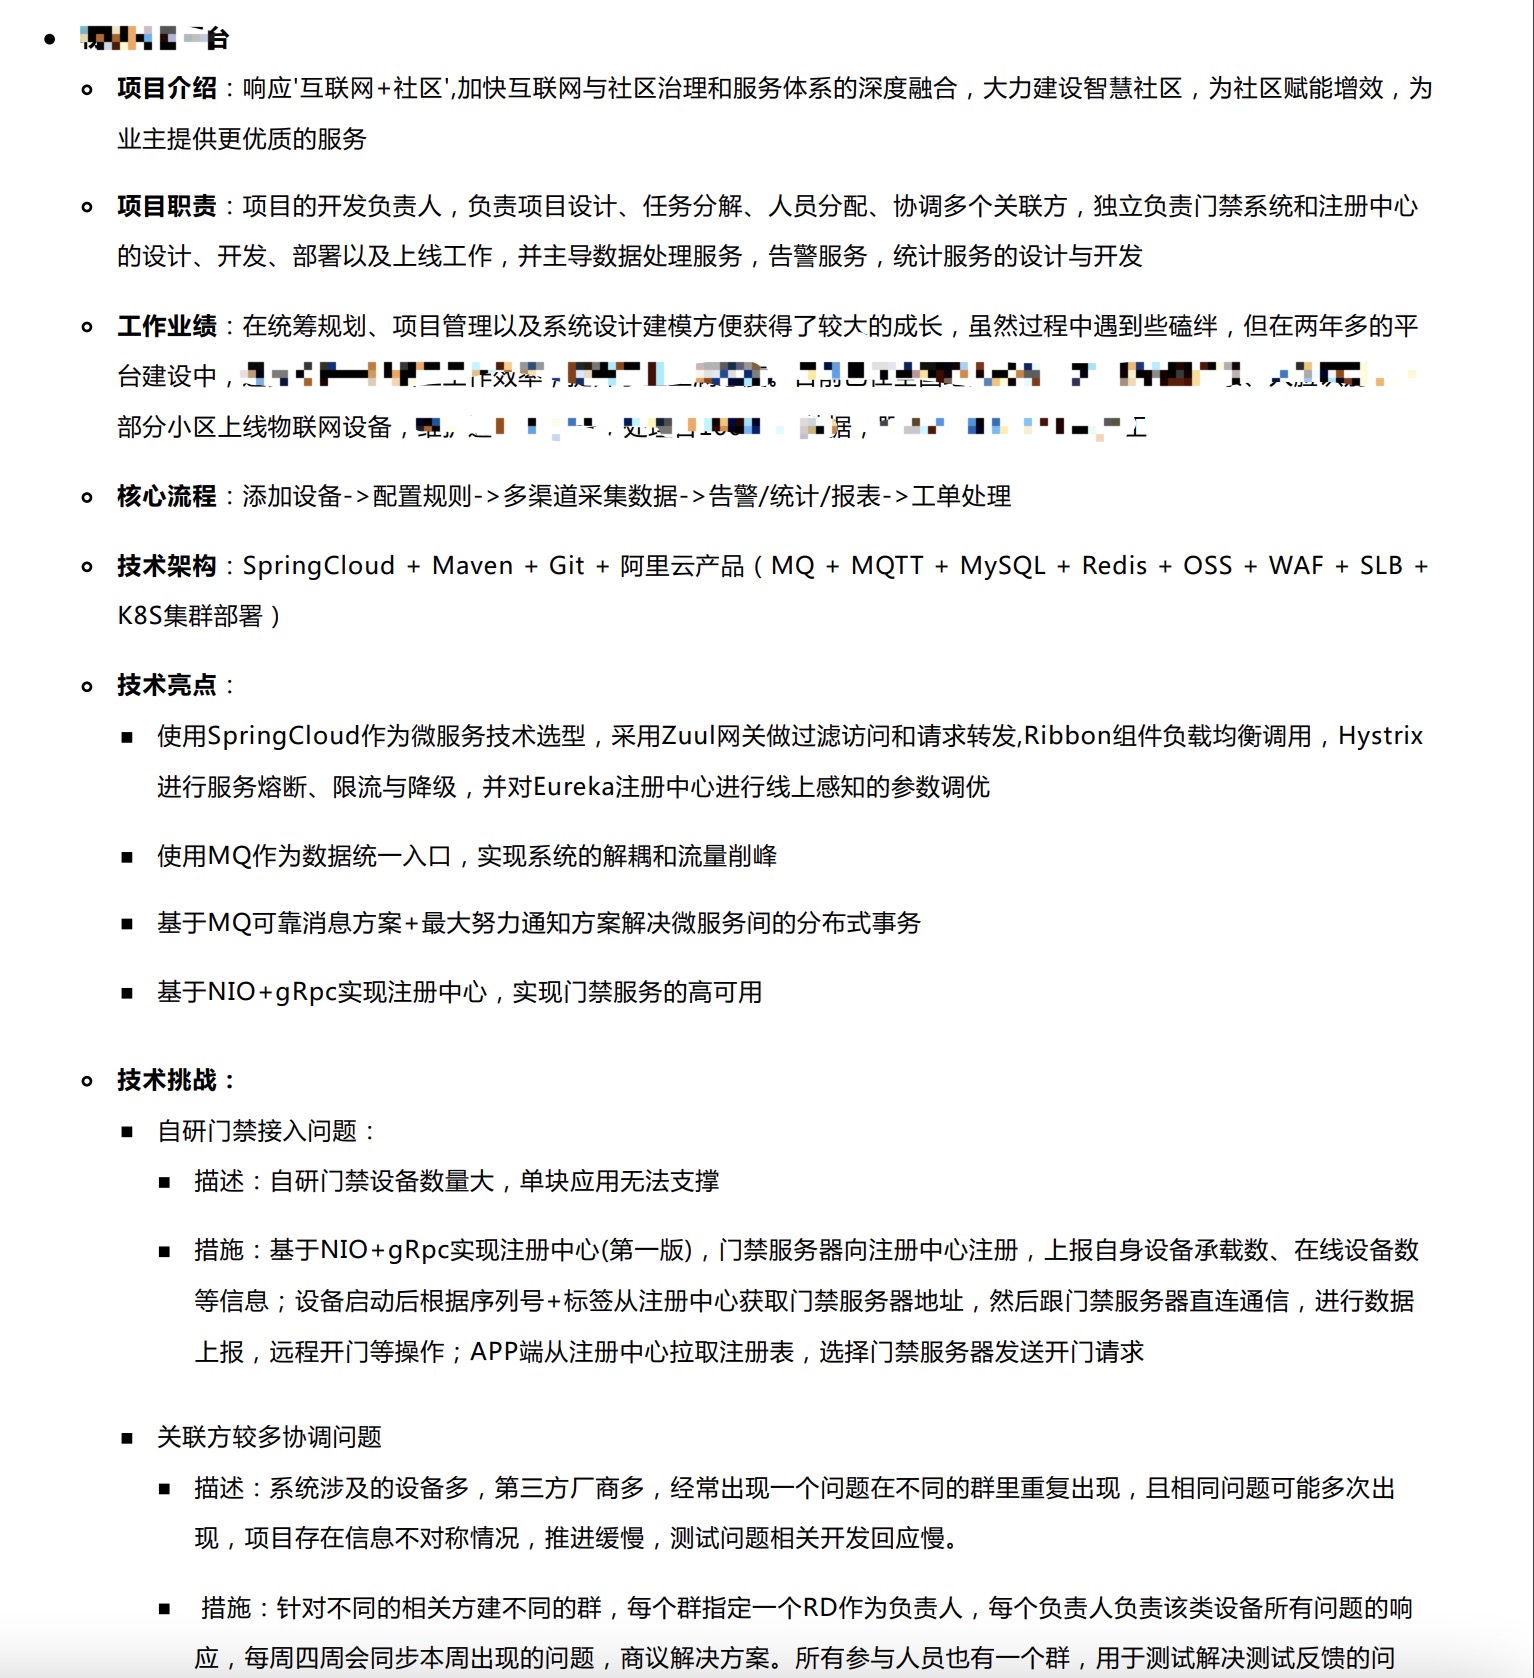 台
项目介绍：响应'互联网+社区',加快互联网与社区治理和服务体系的深度融合，大力建设智慧社区，为社区赋能增效，为
业主提供更优质的服务
项目职责：项目的开发负责人，负责项目设计、任务分解、人员分配、协调多个关联方，独立负责门禁系统和注册中心
的设计、开发、部署以及上线工作，并主导数据处理服务，告警服务，统计服务的设计与开发
工作业绩：在统筹规划、项目管理以及系统设计建模方便获得了较大的成长，虽然过程中遇到些磕绊，但在两年多的平
台建设中，工作效率，
部分小区上线物联网设备，据，
核心流程：添加设备->配置规则->多渠道采集数据->告警/统计/报表->工单处理
技术架构：SpringCloud + Maven + Git + 阿里云产品（MQ + MQTT + MySQL + Redis + OSS + WAF + SLB +
K8S集群部署）
技术亮点：
使用SpringCloud作为微服务技术选型，采用Zuul网关做过滤访问和请求转发,Ribbon组件负载均衡调用，Hystrix
进行服务熔断、限流与降级，并对Eureka注册中心进行线上感知的参数调优
使用MQ作为数据统一入口，实现系统的解耦和流量削峰
基于MQ可靠消息方案+最大努力通知方案解决微服务间的分布式事务
基于NIO+gRpc实现注册中心，实现门禁服务的高可用
技术挑战：
自研门禁接入问题：
描述：自研门禁设备数量大，单块应用无法支撑
措施：基于NIO+gRpc实现注册中心(第一版)，门禁服务器向注册中心注册，上报自身设备承载数、在线设备数
等信息；设备启动后根据序列号+标签从注册中心获取门禁服务器地址，然后跟门禁服务器直连通信，进行数据
上报，远程开门等操作；APP端从注册中心拉取注册表，选择门禁服务器发送开门请求
关联方较多协调问题
描述：系统涉及的设备多，第三方厂商多，经常出现一个问题在不同的群里重复出现，且相同问题可能多次出
现，项目存在信息不对称情况，推进缓慢，测试问题相关开发回应慢。
措施：针对不同的相关方建不同的群，每个群指定一个RD作为负责人，每个负责人负责该类设备所有问题的响
应，每周四周会同步本周出现的问题，商议解决方案。所有参与人员也有一个群，用于测试解决测试反馈的问